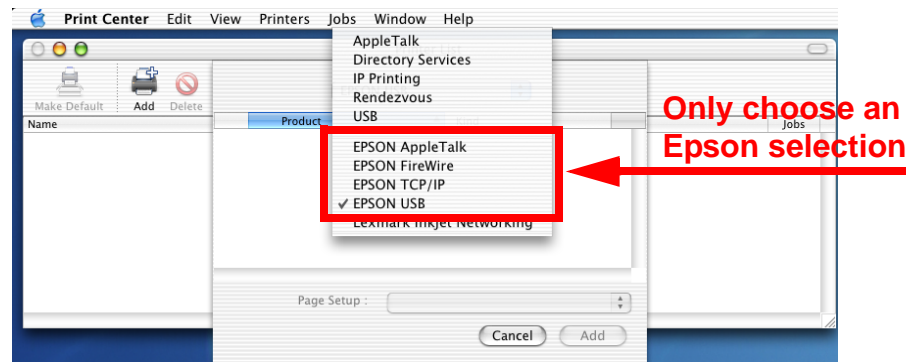 Print Center Edit View Printers Jobs Window Help
AppleTalk
Directory Services
IP Printing
Rendezvous
USB
EPSON AppleTalk
EPSON FireWire
EPSON TCP/IP
✓ EPSON USB
Lexmark Inkjet Networking
Make Default Add Delete
Name Product Jobs
Only choose an
Epson selection
Page Setup :
Cancel Add